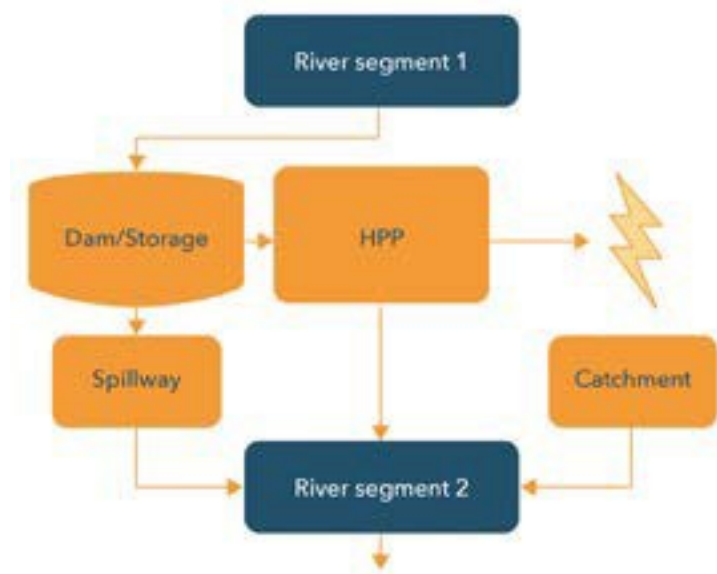 River segment 1
Dam/Storage
HPP
Spillway
Catchment
River segment 2